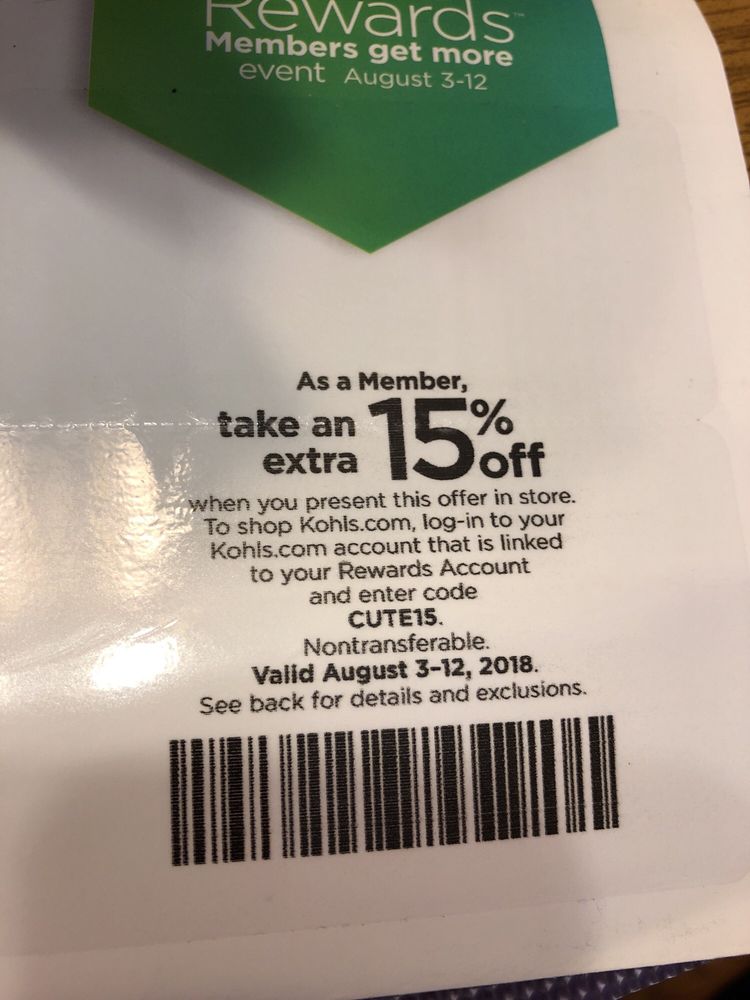 Rewards™
Members get more
event August 3-12
As a Member,
take an
extra
15%
off
when you present this offer in store.
To shop Kohls.com, log-in to your
Kohls.com account that is linked
to your Rewards Account
and enter code
CUTE15.
Nontransferable.
Valid August 3-12, 2018.
See back for details and exclusions.